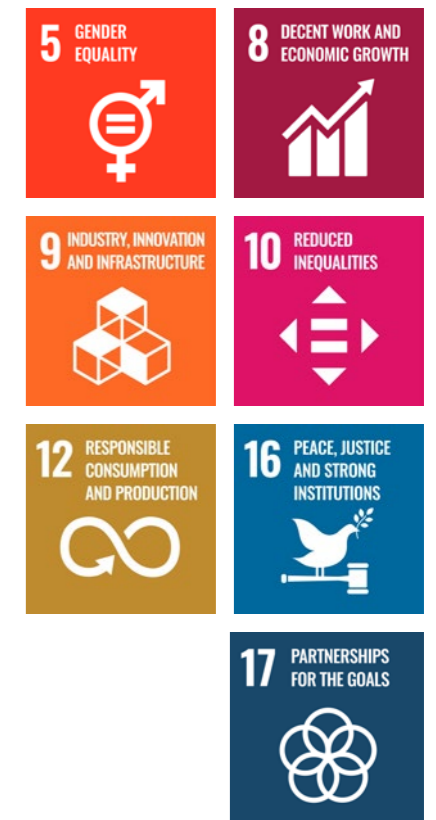 5 GENDER
EQUALITY
8 DECENT WORK AND
ECONOMIC GROWTH
9 INDUSTRY, INNOVATION
AND INFRASTRUCTURE
10 REDUCED
INEQUALITIES
12 RESPONSIBLE
CONSUMPTION
AND PRODUCTION
16 PEACE, JUSTICE
AND STRONG
INSTITUTIONS
17 PARTNERSHIPS
FOR THE GOALS